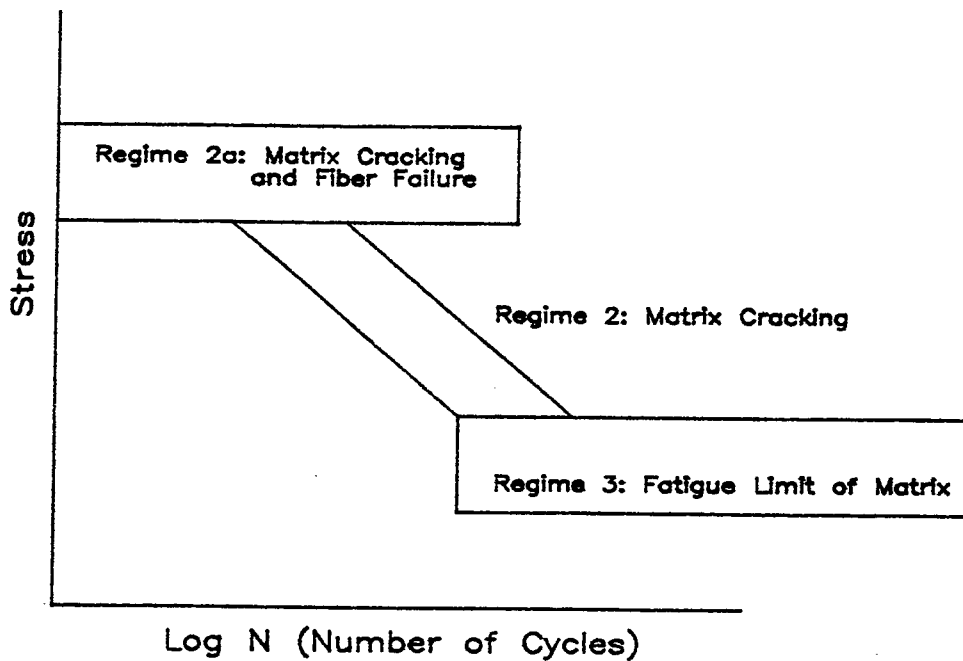 Regime 2a: Matrix Cracking
and Fiber Failure
Stress
Regime 2: Matrix Cracking
Regime 3: Fatigue Limit of Matrix
Log N (Number of Cycles)